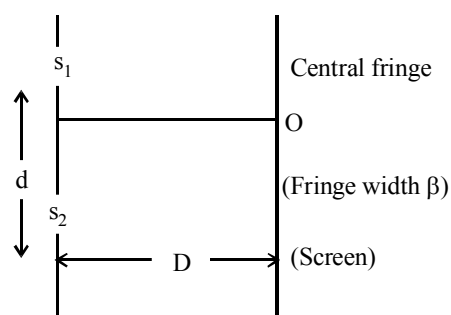 s₁
Central fringe
O
d
(Fringe width β)
s₂
D
(Screen)